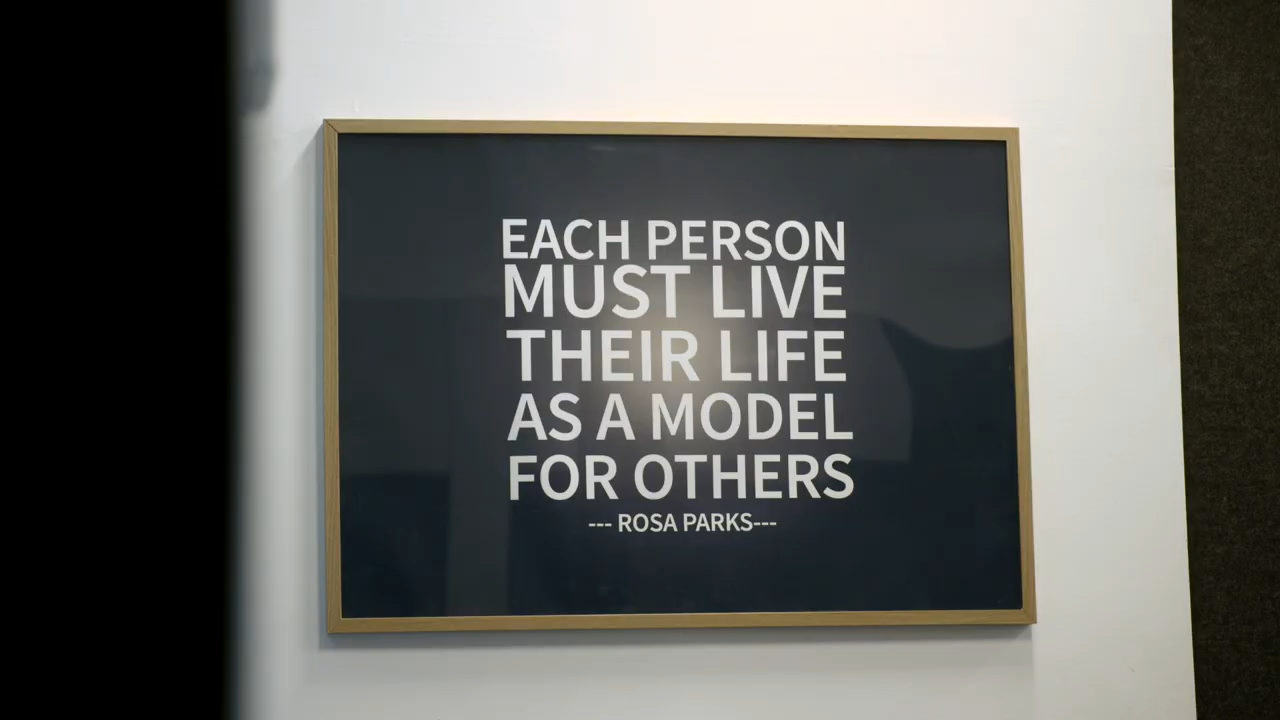 EACH PERSON
MUST LIVE
THEIR LIFE
AS A MODEL
FOR OTHERS
--- ROSA PARKS---